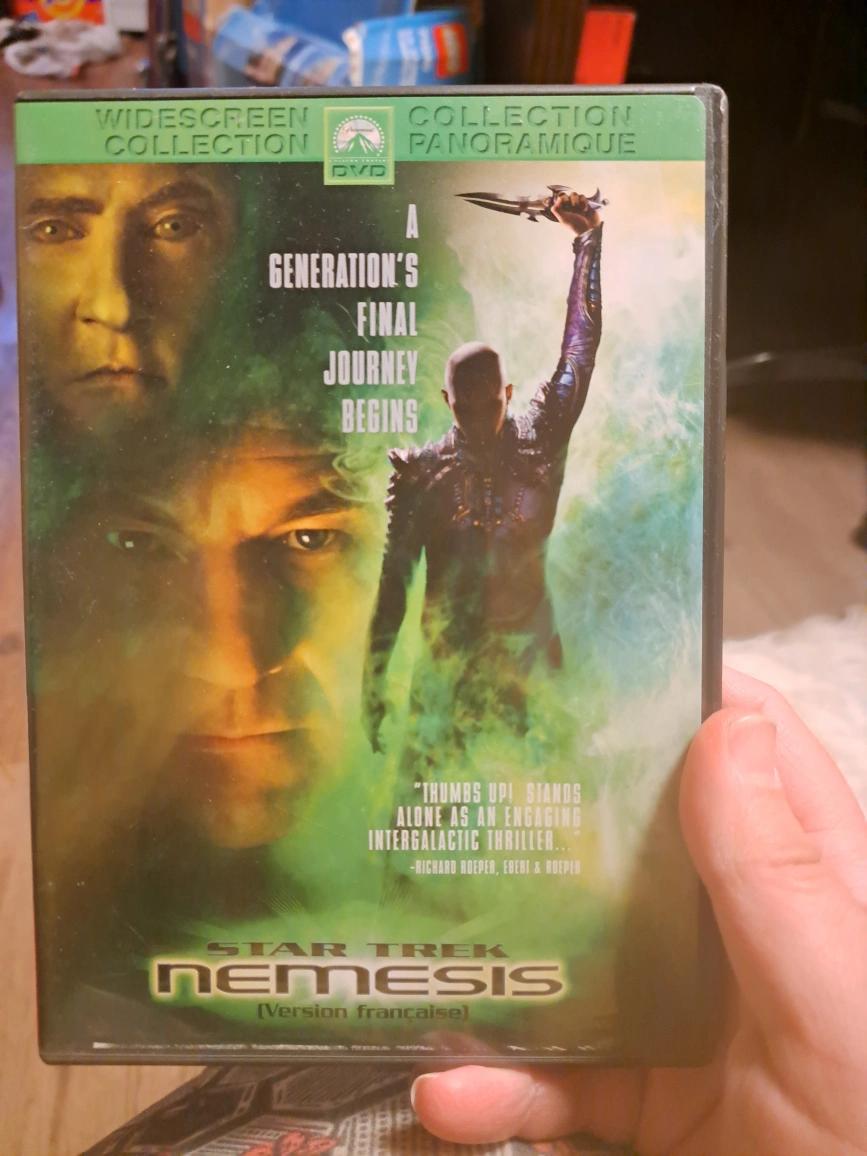 WIDESCREEN
COLLECTION
DVD
COLLECTION
PANORAMIQUE
A
GENERATION'S
FINAL
JOURNEY
BEGINS
"THUMBS UP! STANDS
ALONE AS AN ENGAGING
INTERGALACTIC THRILLER..."
-RICHARD ROEPER, EBERT & ROEPER
STAR TREK
NEMESIS
(Version française)